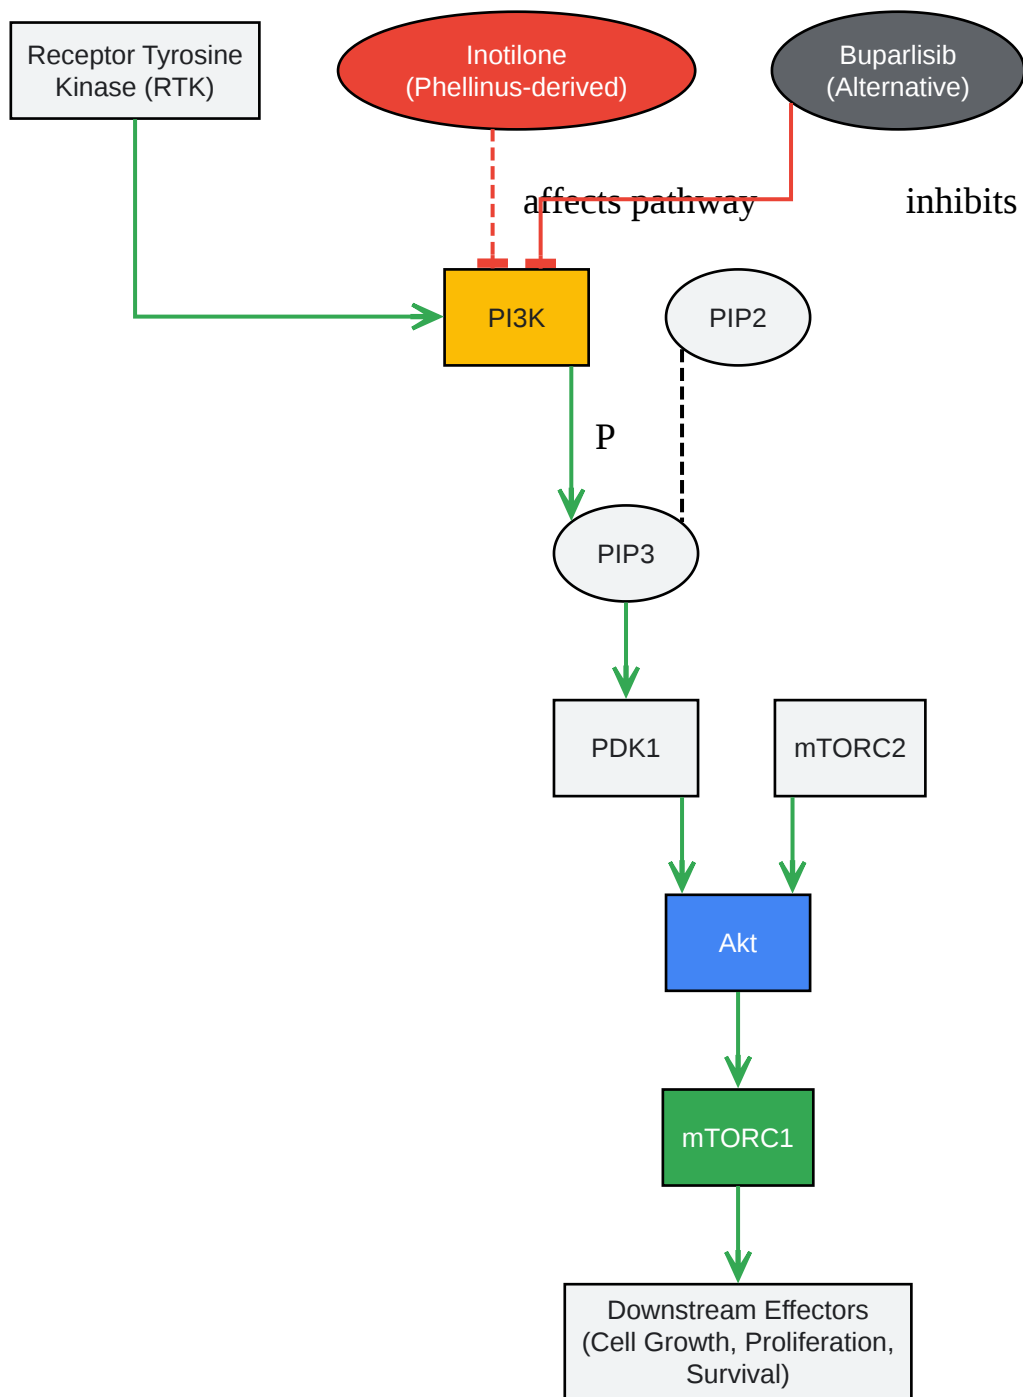 Receptor Tyrosine
Kinase (RTK)
Inotilone
(Phellinus-derived)
Buparlisib
(Alternative)
affects pathway
inhibits
PI3K
PIP2
P
PIP3
PDK1
mTORC2
Akt
mTORC1
Downstream Effectors
(Cell Growth, Proliferation,
Survival)